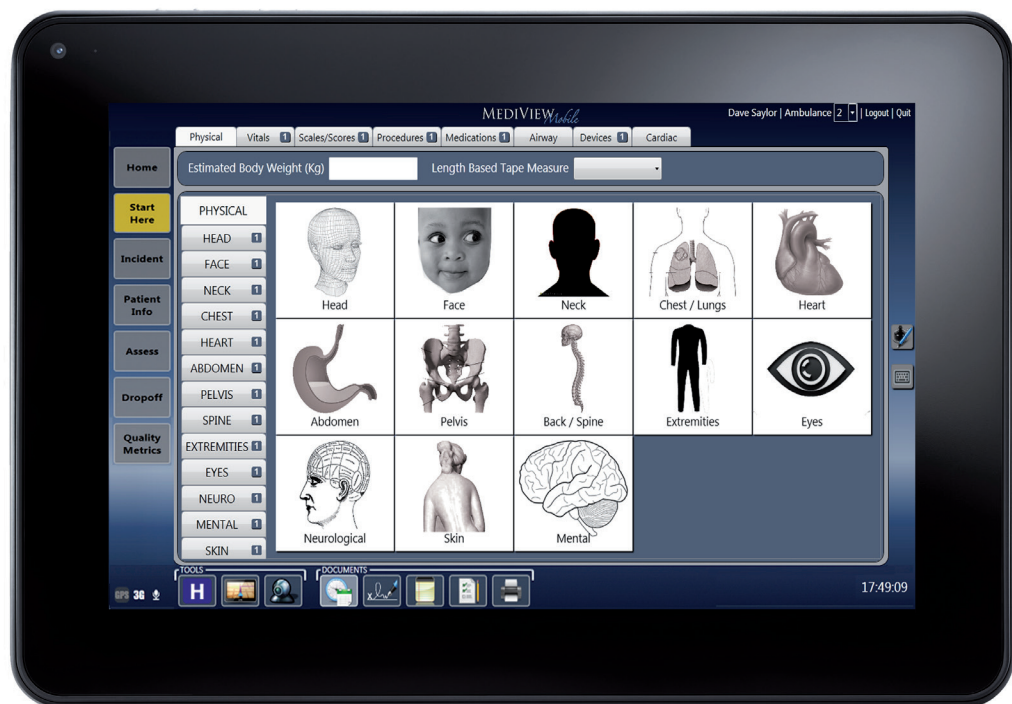 MEDIVIEW Mobile
Dave Saylor | Ambulance 2 | Logout | Quit
Physical Vitals 1 Scales/Scores 1 Procedures 1 Medications 1 Airway Devices 1 Cardiac
Home
Start Here
Incident
Patient Info
Assess
Dropoff
Quality Metrics
Estimated Body Weight (Kg) Length Based Tape Measure
PHYSICAL
HEAD 1
FACE 1
NECK 1
CHEST 1
HEART 1
ABDOMEN 1
PELVIS 1
SPINE 1
EXTREMITIES 1
EYES 1
NEURO 1
MENTAL 1
SKIN 1
Head Face Neck Chest / Lungs Heart
Abdomen Pelvis Back / Spine Extremities Eyes
Neurological Skin Mental
TOOLS DOCUMENTS
GPS 3G H x 17:49:09